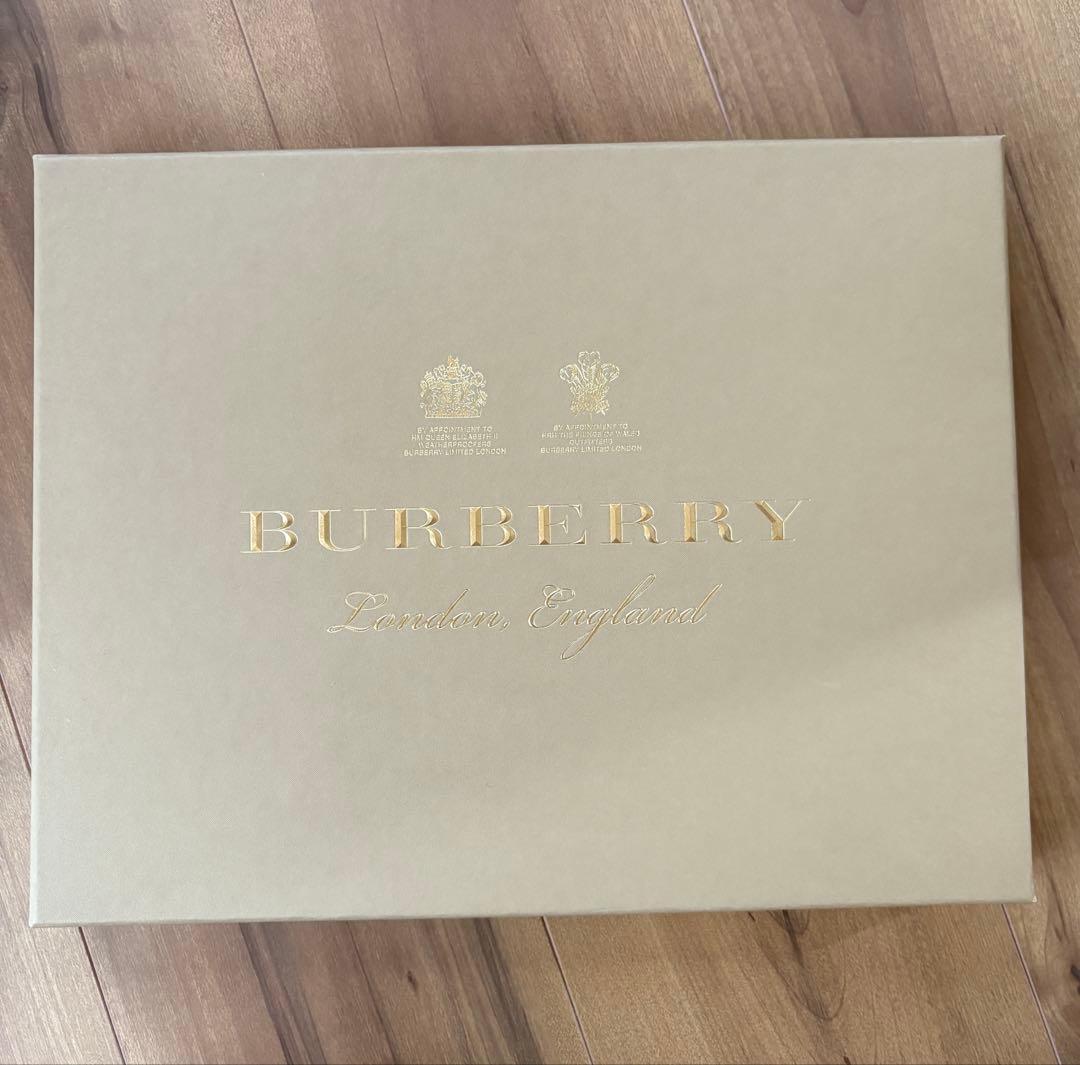 BY APPOINTMENT TO
HM QUEEN ELIZABETH II
WEATHERPROOFERS
BURBERRY LIMITED LONDON
BY APPOINTMENT TO
HRH THE PRINCE OF WALES
OUTFITTERS
BURBERRY LIMITED LONDON
BURBERRY
London, England